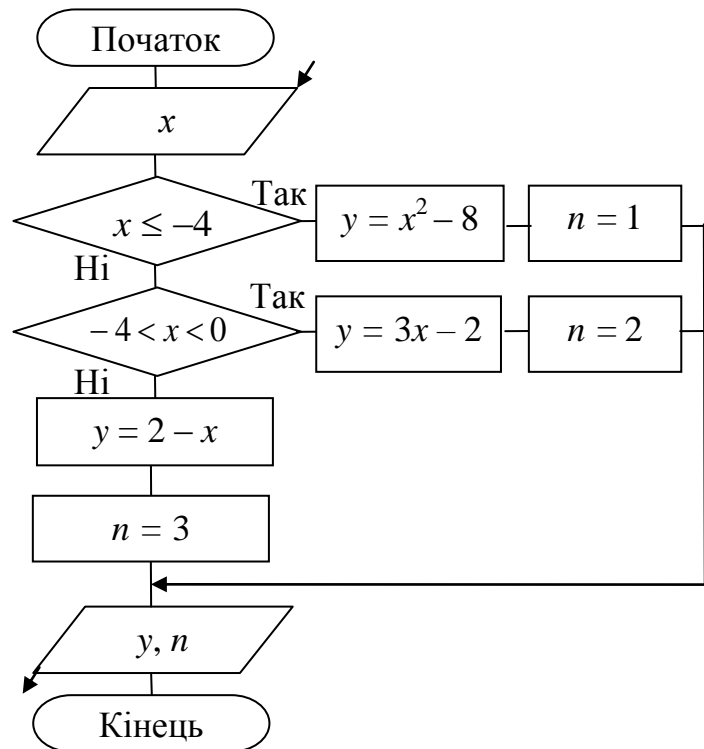 Початок
x
x ≤ −4
Так
y = x² − 8
n = 1
Ні
− 4 < x < 0
Так
y = 3x − 2
n = 2
Ні
y = 2 − x
n = 3
y, n
Кінець